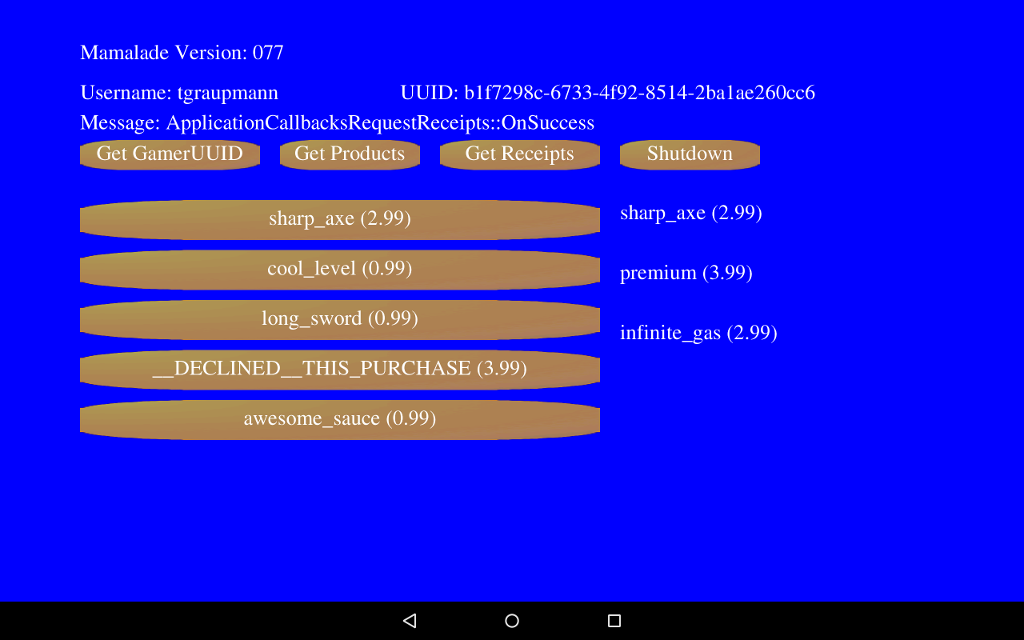 Mamalade Version: 077
Username: tgraupmann UUID: b1f7298c-6733-4f92-8514-2ba1ae260cc6
Message: ApplicationCallbacksRequestReceipts::OnSuccess
Get GamerUUID Get Products Get Receipts Shutdown
sharp_axe (2.99)
cool_level (0.99)
long_sword (0.99)
__DECLINED__THIS_PURCHASE (3.99)
awesome_sauce (0.99)
sharp_axe (2.99)
premium (3.99)
infinite_gas (2.99)